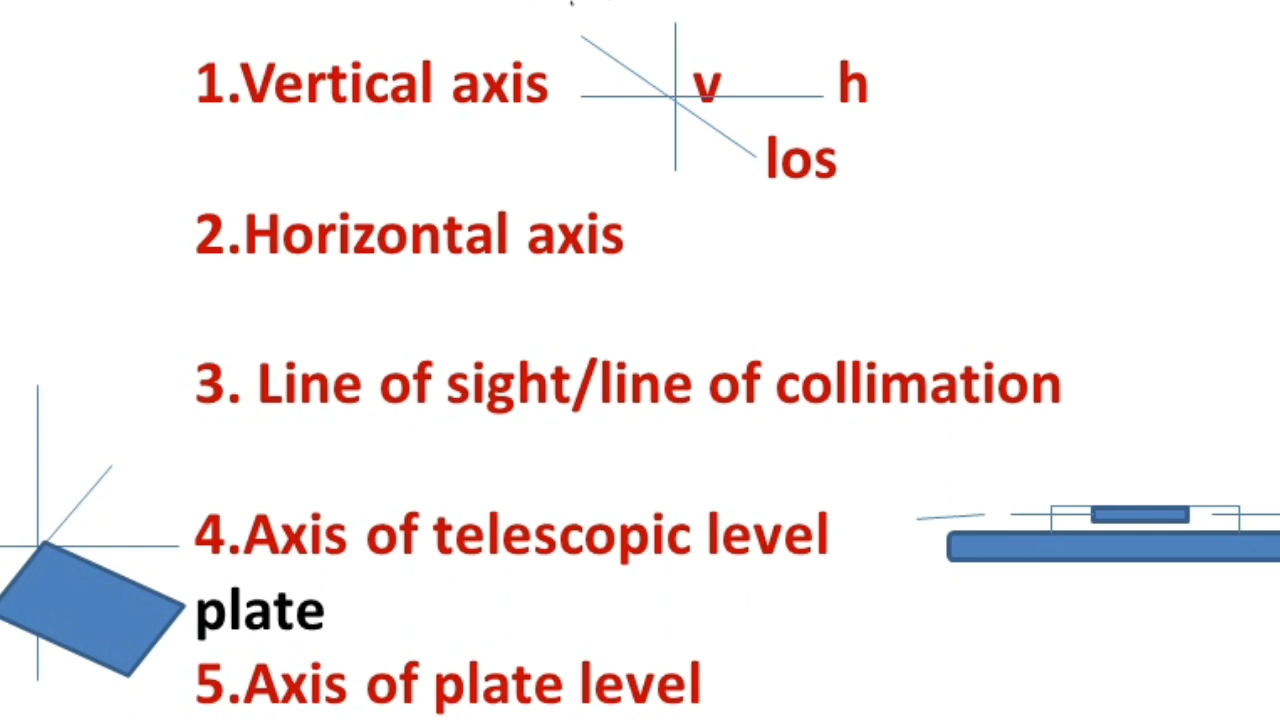 1.Vertical axis v h
los
2.Horizontal axis
3. Line of sight/line of collimation
4.Axis of telescopic level
plate
5.Axis of plate level